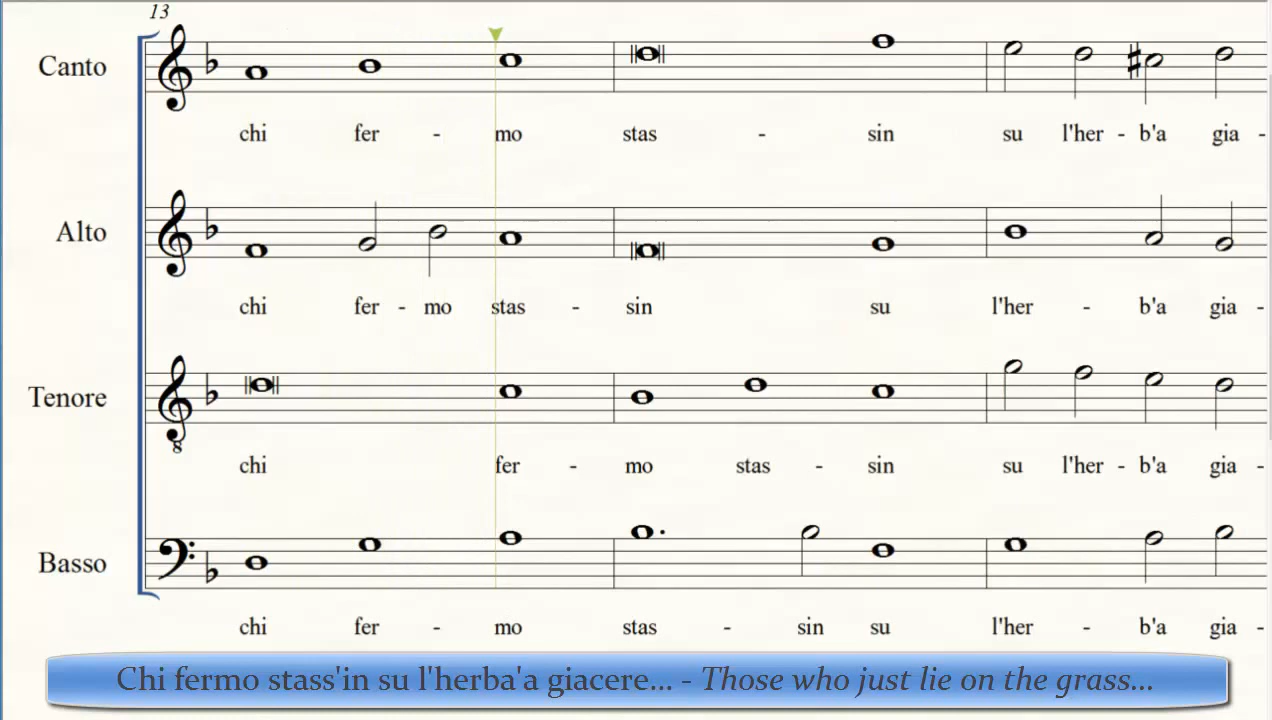 13
Canto
chi fer - mo stas - sin su l'her - b'a gia -
Alto
chi fer - mo stas - sin su l'her - b'a gia -
Tenore
8
chi fer - mo stas - sin su l'her - b'a gia -
Basso
chi fer - mo stas - sin su l'her - b'a gia -
Chi fermo stass'in su l'herba'a giacere... - Those who just lie on the grass...